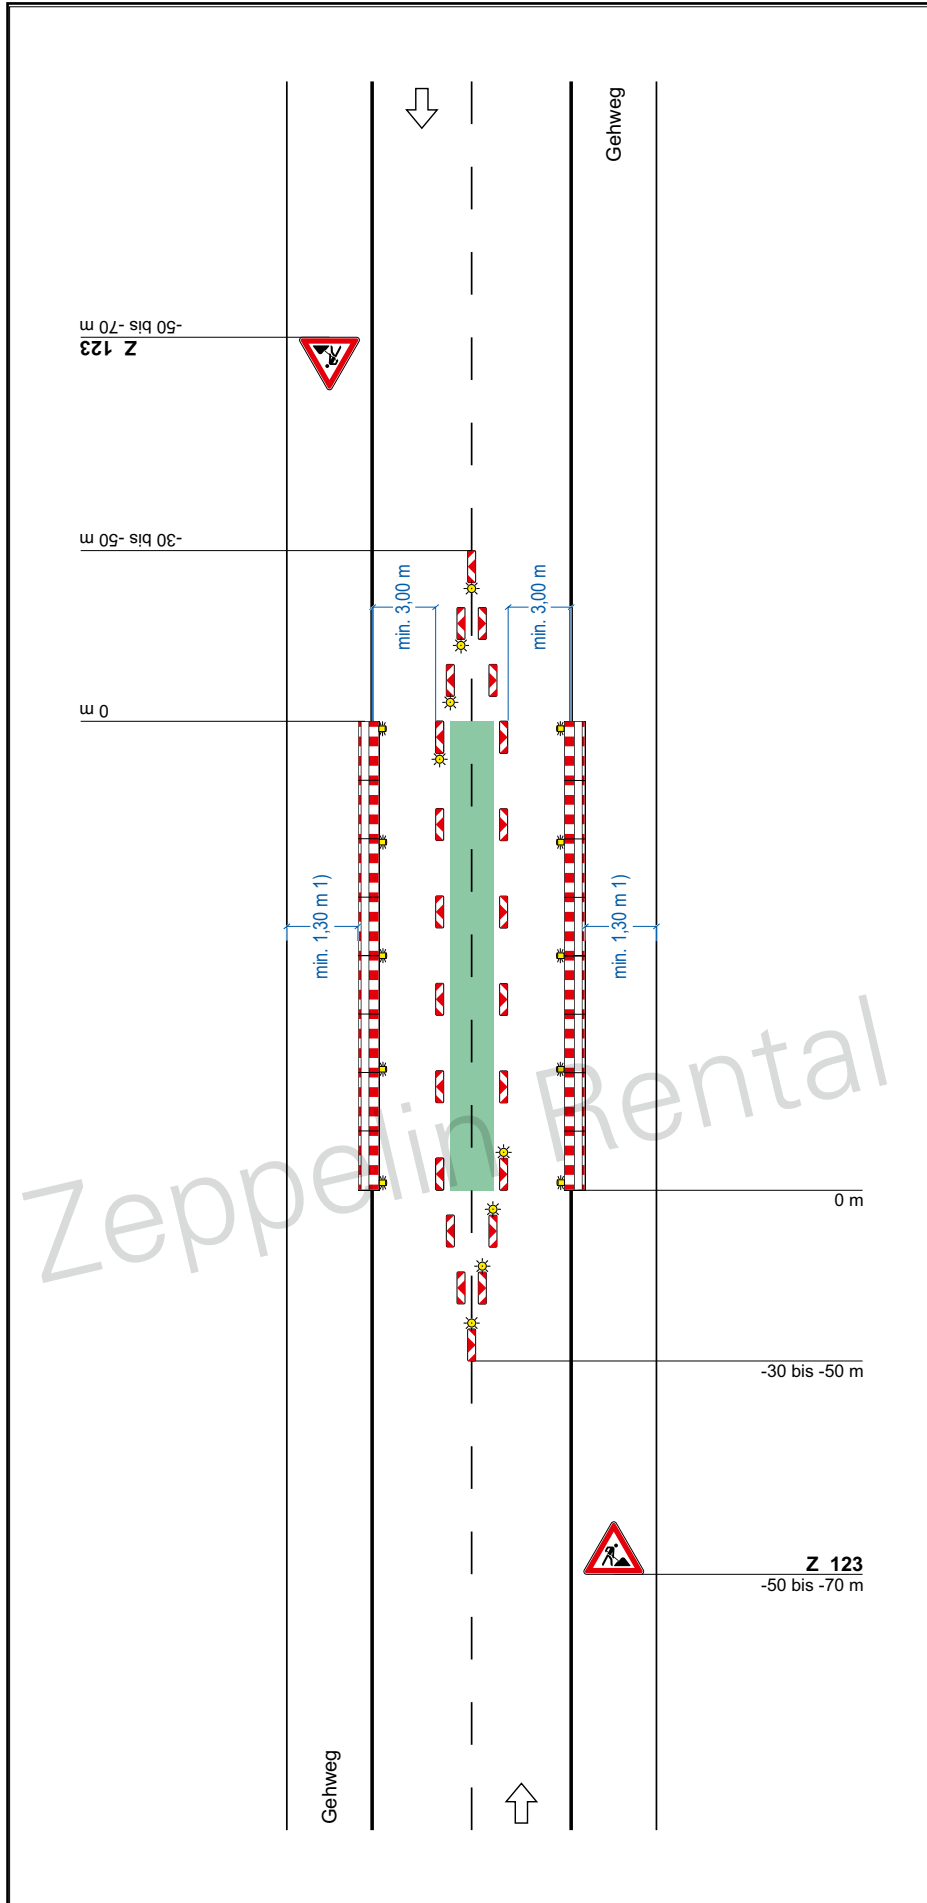 Gehweg
-50 bis -70 m
Z 123
-30 bis -50 m
min. 3,00 m
min. 3,00 m
0 m
min. 1,30 m 1)
min. 1,30 m 1)
Zeppelin Rental
0 m
-30 bis -50 m
Z 123
-50 bis -70 m
Gehweg